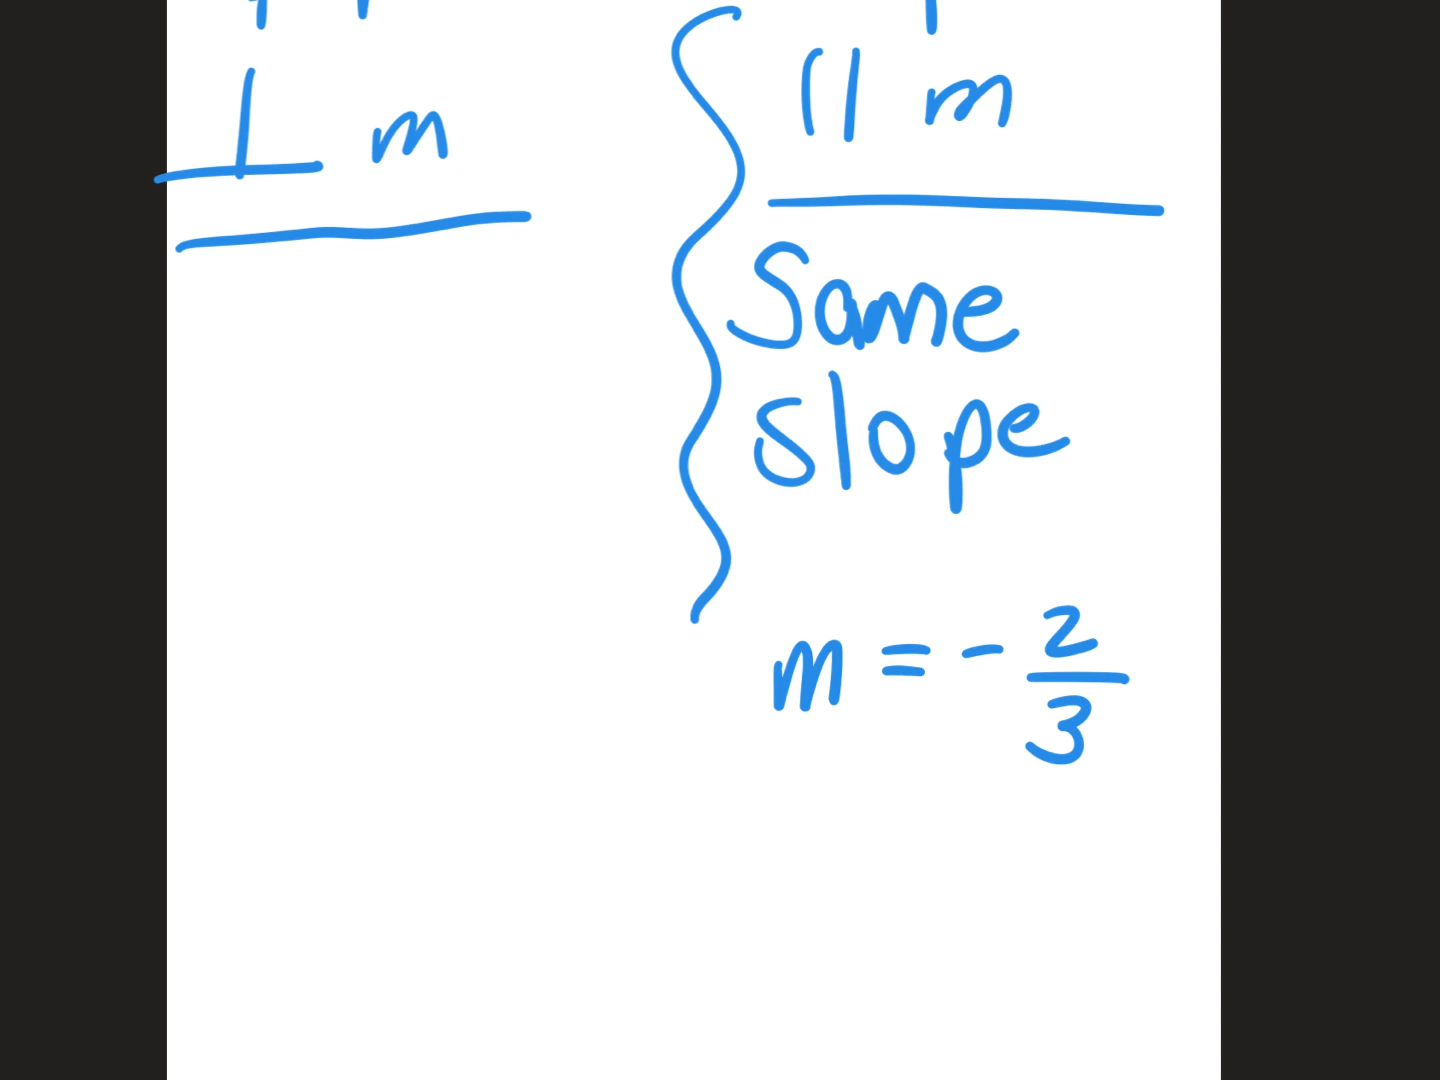 ⊥ m
|| m
Same
slope
m = - 2/3